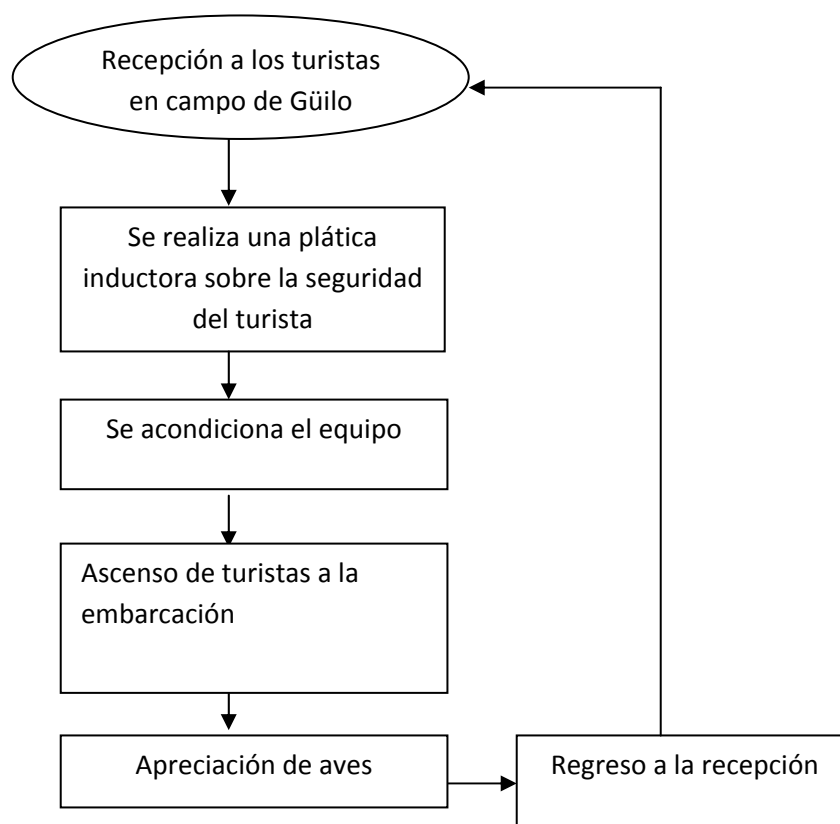 Recepción a los turistas
en campo de Güilo
Se realiza una plática
inductora sobre la seguridad
del turista
Se acondiciona el equipo
Ascenso de turistas a la
embarcación
Apreciación de aves
Regreso a la recepción